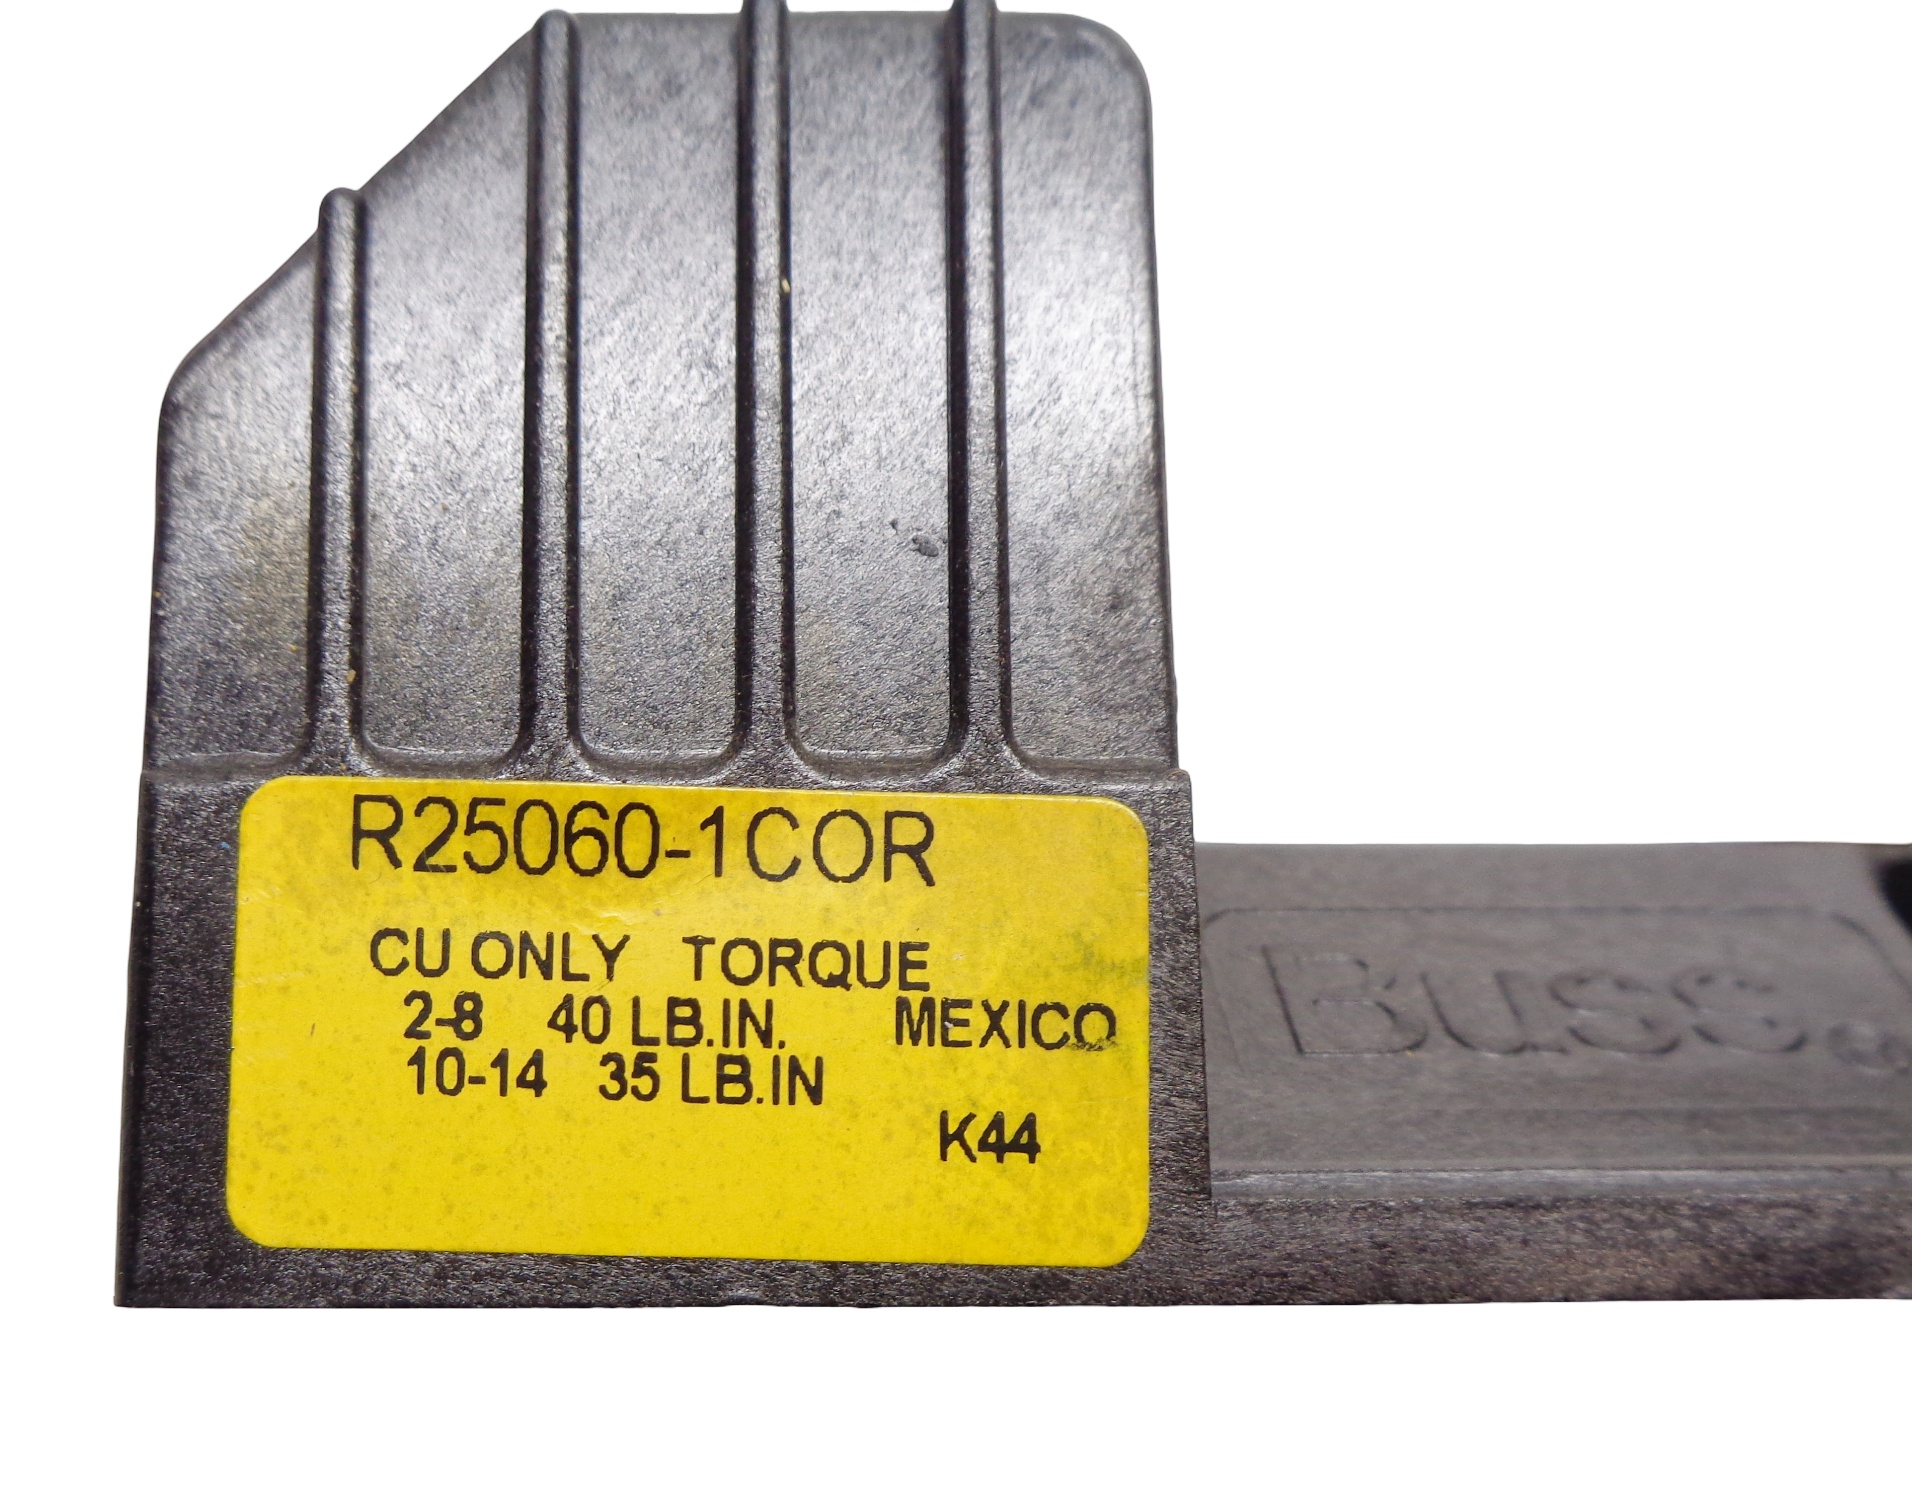 R25060-1COR
CU ONLY TORQUE
2-8 40 LB.IN. MEXICO
10-14 35 LB.IN
K44
Buss